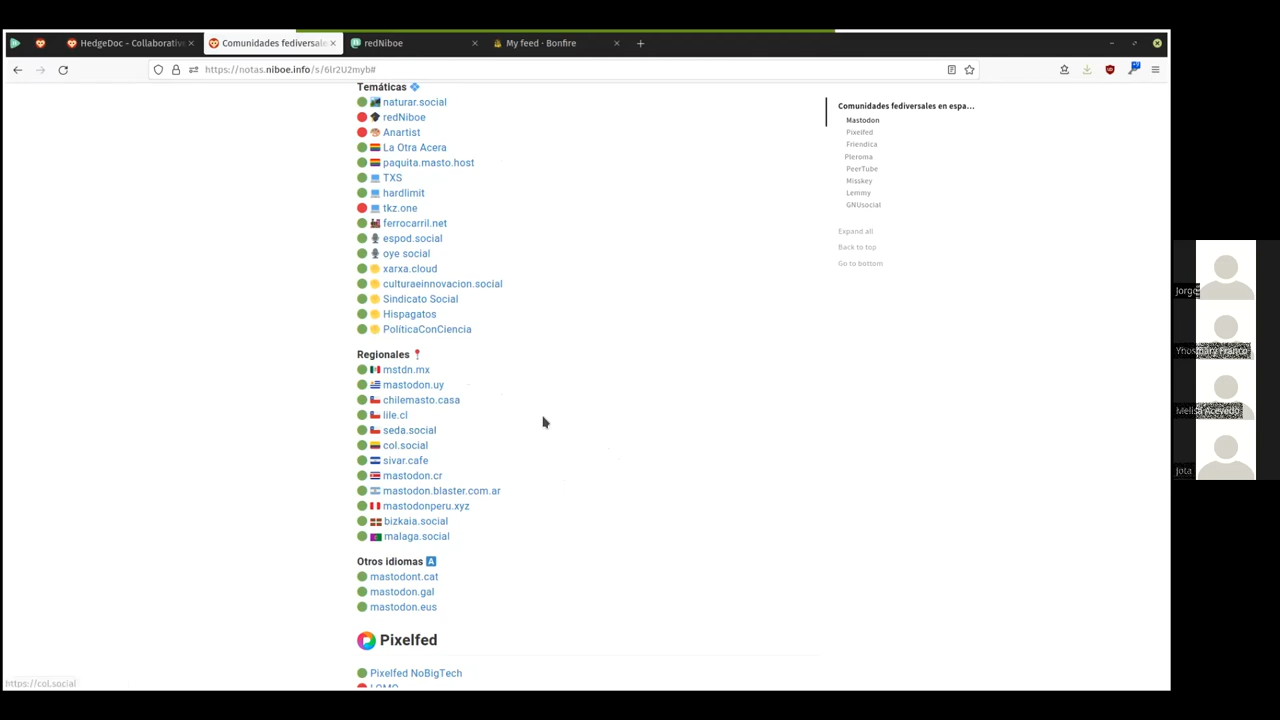 HedgeDoc - Collaborative
Comunidades fediversales
redNiboe
My feed · Bonfire
https://notas.niboe.info/s/6lr2U2myb#
Temáticas
naturar.social
redNiboe
Anartist
La Otra Acera
paquita.masto.host
TXS
hardlimit
tkz.one
ferrocarril.net
espod.social
oye social
xarxa.cloud
culturaeinnovacion.social
Sindicato Social
Hispagatos
PolíticaConCiencia
Regionales
mstdn.mx
mastodon.uy
chilemasto.casa
lile.cl
seda.social
col.social
sivar.cafe
mastodon.cr
mastodon.blaster.com.ar
mastodonperu.xyz
bizkaia.social
malaga.social
Otros idiomas
mastodont.cat
mastodon.gal
mastodon.eus
Pixelfed
Pixelfed NoBigTech
Comunidades fediversales en espa...
Mastodon
Pixelfed
Friendica
Pleroma
PeerTube
Misskey
Lemmy
GNUsocial
Expand all
Back to top
Go to bottom
https://col.social
Jorge
Yhosmary Franco
Melisa Acevedo
jota